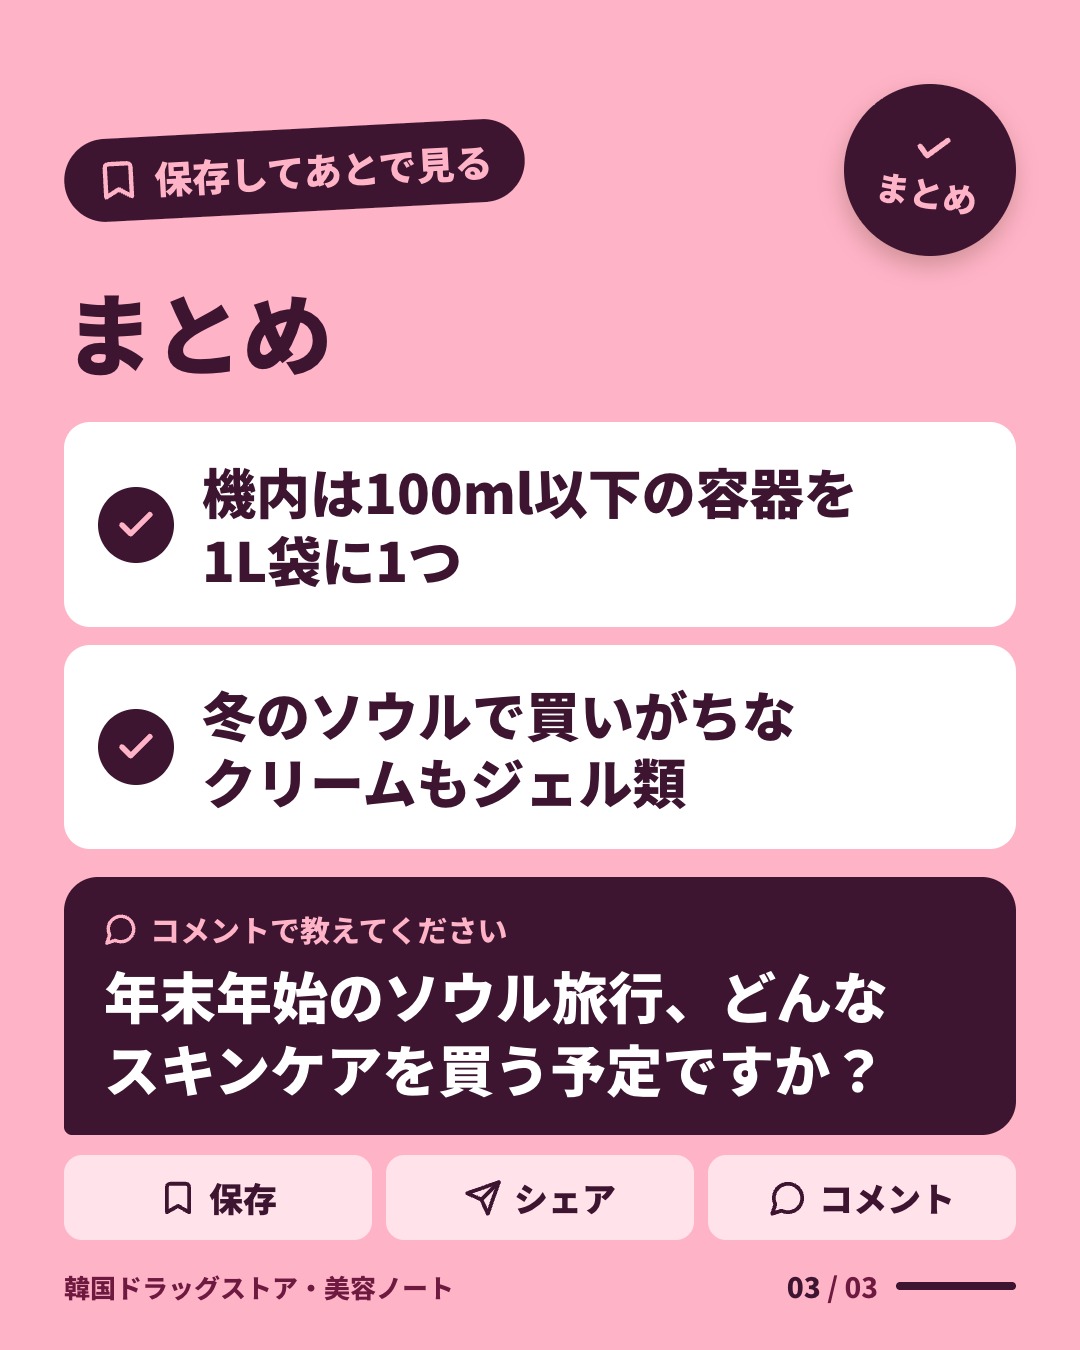 保存してあとで見る
まとめ
まとめ
機内は100ml以下の容器を
1L袋に1つ
冬のソウルで買いがちな
クリームもジェル類
コメントで教えてください
年末年始のソウル旅行、どんな
スキンケアを買う予定ですか？
保存
シェア
コメント
韓国ドラッグストア・美容ノート
03 / 03